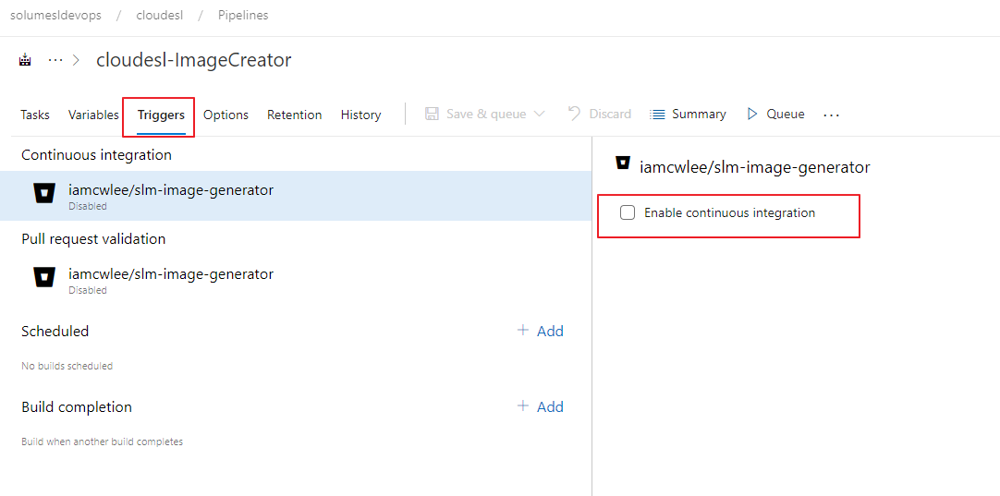 solumesldevops / cloudesl / Pipelines
··· > cloudesl-ImageCreator
Tasks Variables Triggers Options Retention History Save & queue Discard Summary Queue ...
Continuous integration
iamcwlee/slm-image-generator
Disabled
Pull request validation
iamcwlee/slm-image-generator
Disabled
Scheduled + Add
No builds scheduled
Build completion + Add
Build when another build completes
iamcwlee/slm-image-generator
Enable continuous integration